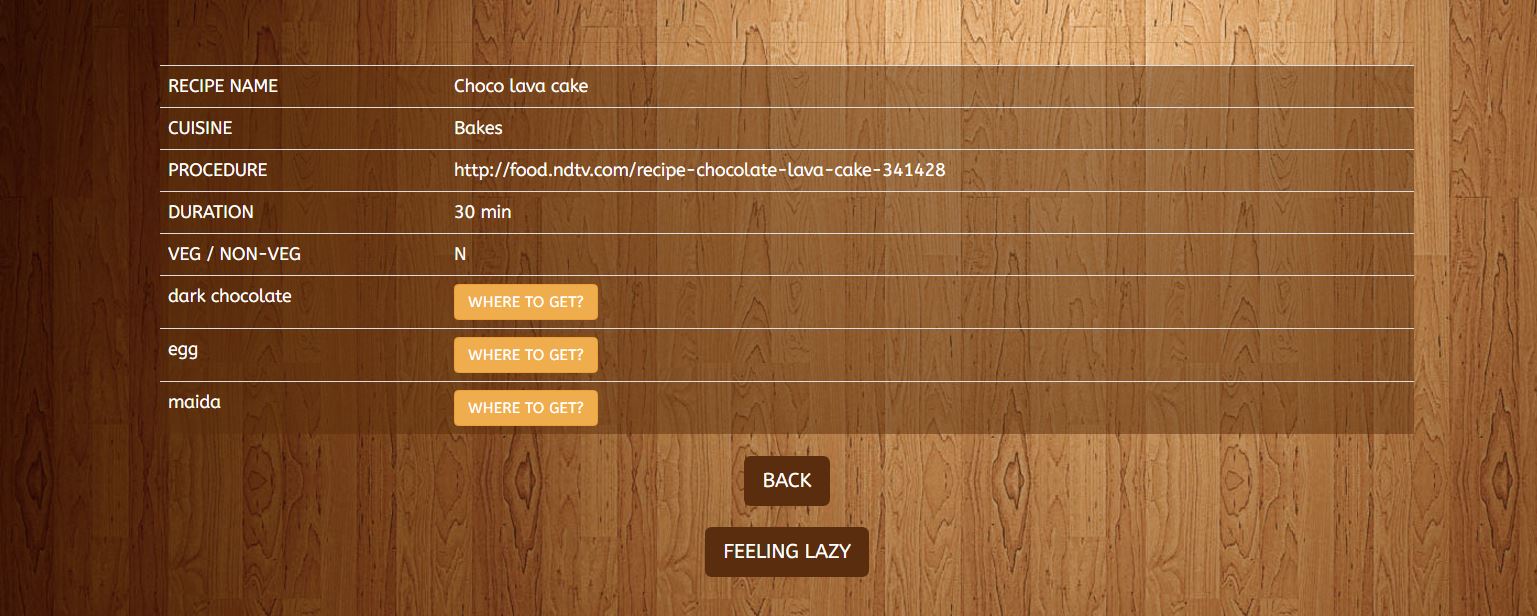 RECIPE NAME Choco lava cake
CUISINE Bakes
PROCEDURE http://food.ndtv.com/recipe-chocolate-lava-cake-341428
DURATION 30 min
VEG / NON-VEG N
dark chocolate WHERE TO GET?
egg WHERE TO GET?
maida WHERE TO GET?
BACK
FEELING LAZY